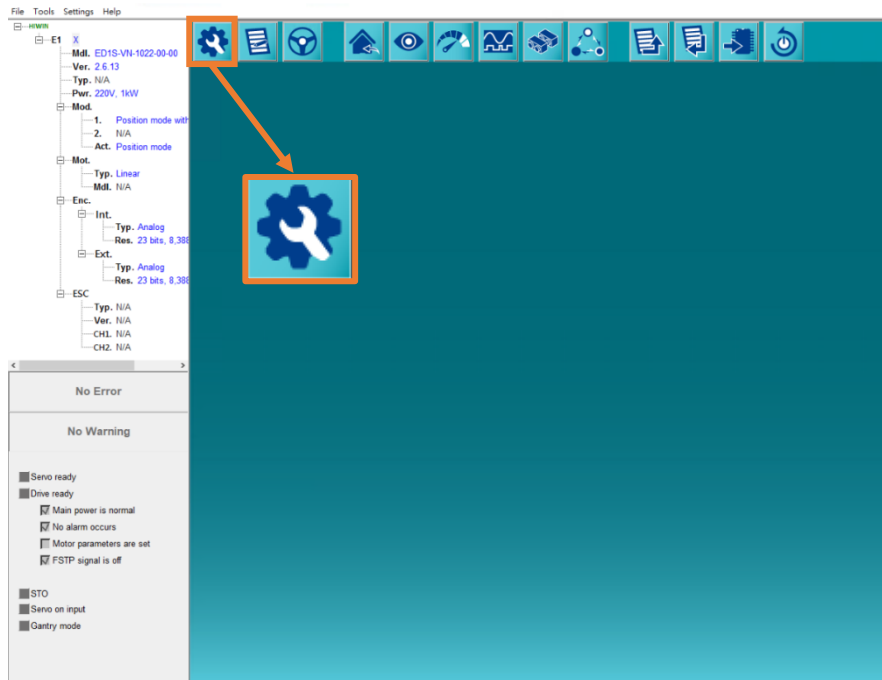 File Tools Settings Help
HIWIN
E1 X
Mdl. ED1S-VN-1022-00-00
Ver. 2.6.13
Typ. N/A
Pwr. 220V, 1kW
Mod.
1. Position mode with
2. N/A
Act. Position mode
Mot.
Typ. Linear
Mdl. N/A
Enc.
Int.
Typ. Analog
Res. 23 bits, 8,388
Ext.
Typ. Analog
Res. 23 bits, 8,388
ESC
Typ. N/A
Ver. N/A
CH1. N/A
CH2. N/A
No Error
No Warning
Servo ready
Drive ready
Main power is normal
No alarm occurs
Motor parameters are set
FSTP signal is off
STO
Servo on input
Gantry mode